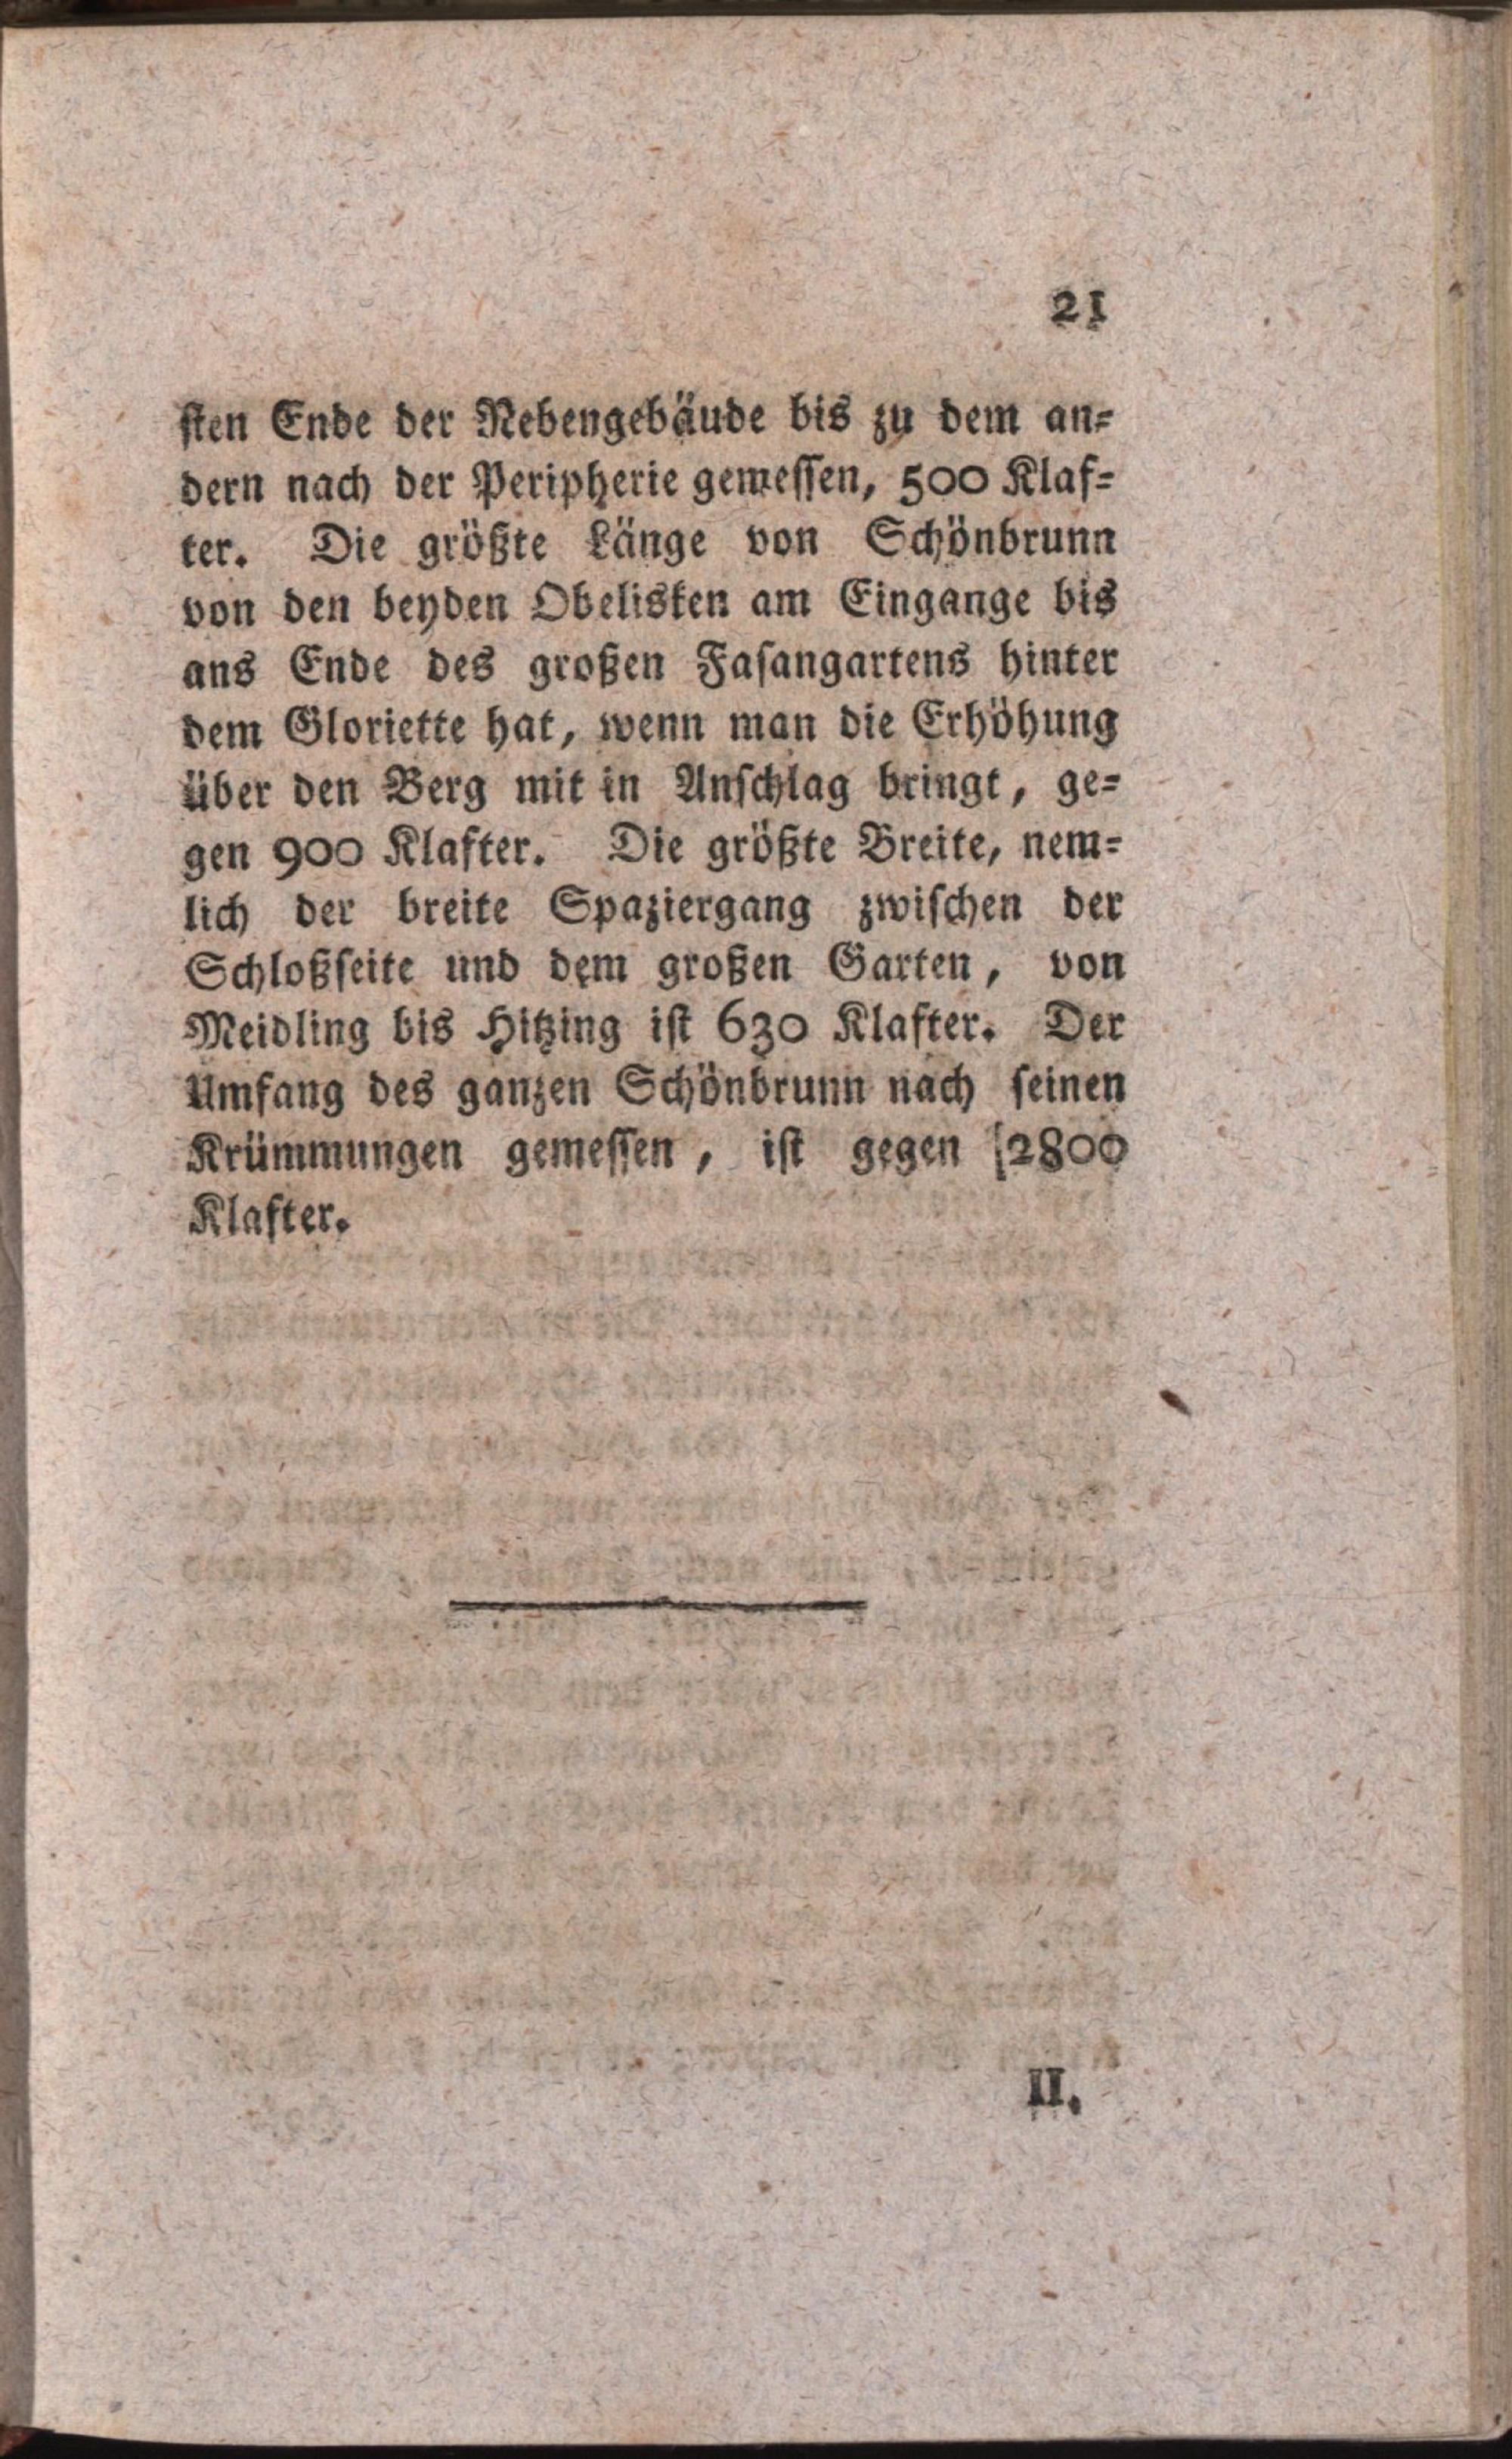 21
sten Ende der Nebengebäude bis zu dem an-
dern nach der Peripherie gemessen, 500 Klaf-
ter. Die größte Länge von Schönbrunn
von den beyden Obelisken am Eingange bis
ans Ende des großen Fasangartens hinter
dem Gloriette hat, wenn man die Erhöhung
über den Berg mit in Anschlag bringt, ge-
gen 900 Klafter. Die größte Breite, nem-
lich der breite Spaziergang zwischen der
Schloßseite und dem großen Garten, von
Meidling bis Hitzing ist 630 Klafter. Der
Umfang des ganzen Schönbrunn nach seinen
Krümmungen gemessen, ist gegen [2800
Klafter.
II.